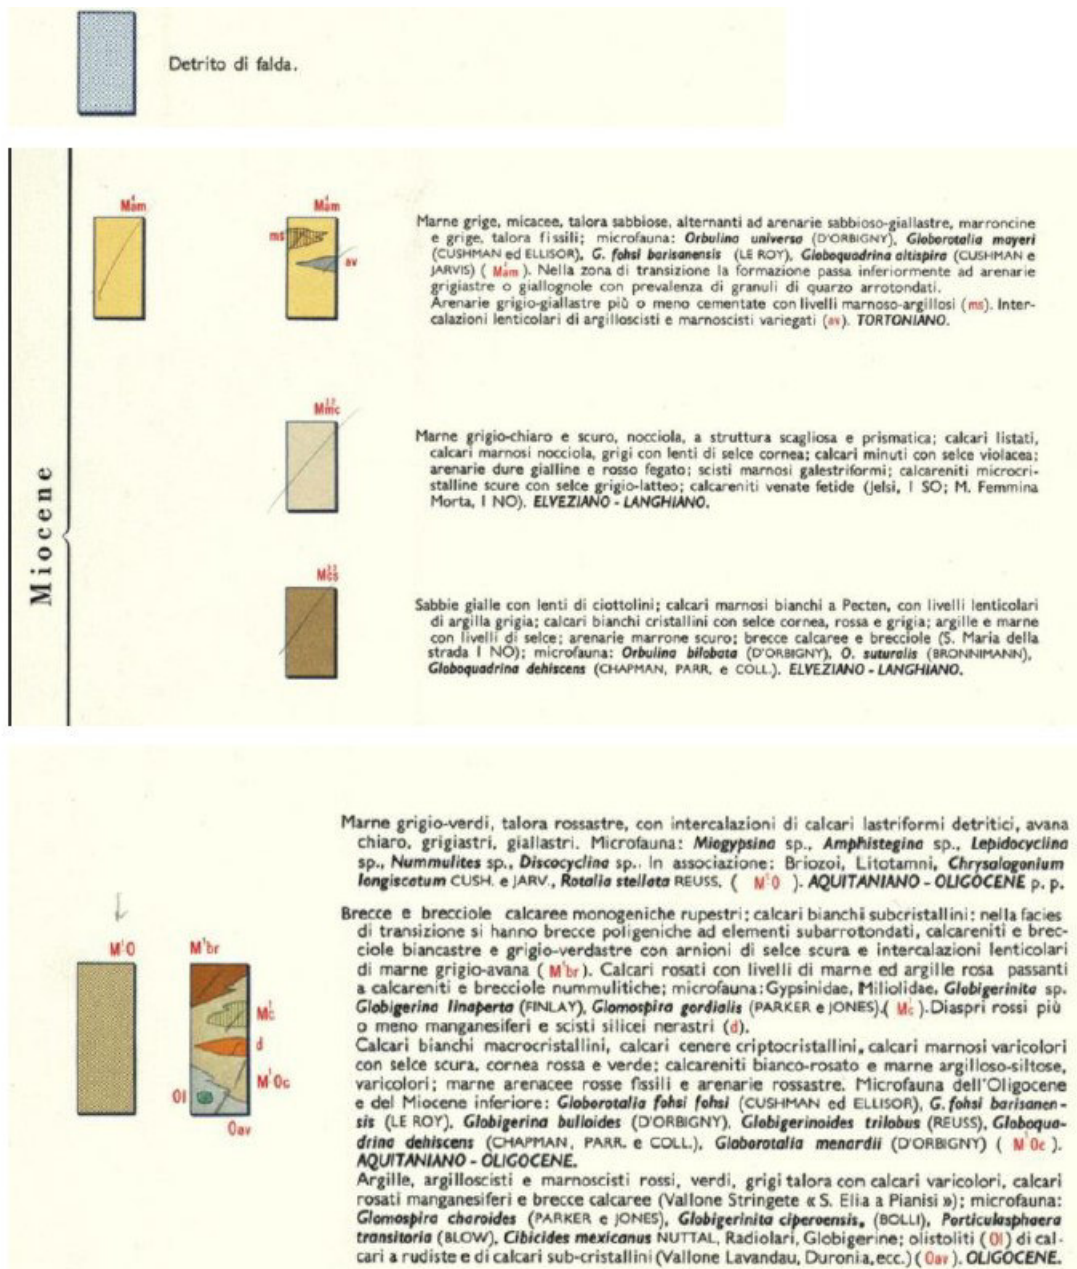 Detrito di falda.
Miocene
M⁴am
M⁴am
ms
av
Marne grige, micacee, talora sabbiose, alternanti ad arenarie sabbioso-giallastre, marroncine
e grige, talora fissili; microfauna: Orbulina universa (D'ORBIGNY), Globorotalia mayeri
(CUSHMAN ed ELLISOR), G. fohsi barisanensis (LE ROY), Globoquadrina altispira (CUSHMAN e
JARVIS) ( M⁴am ). Nella zona di transizione la formazione passa inferiormente ad arenarie
grigiastre o giallognole con prevalenza di granuli di quarzo arrotondati.
Arenarie grigio-giallastre più o meno cementate con livelli marnoso-argillosi (ms). Inter-
calazioni lenticolari di argilloscisti e marnoscisti variegati (av). TORTONIANO.
M³²mc
Marne grigio-chiaro e scuro, nocciola, a struttura scagliosa e prismatica; calcari listati,
calcari marnosi nocciola, grigi con lenti di selce cornea; calcari minuti con selce violacea;
arenarie dure gialline e rosso fegato; scisti marnosi galestriformi; calcareniti microcri-
stalline scure con selce grigio-latteo; calcareniti venate fetide (Jelsi, I SO; M. Femmina
Morta, I NO). ELVEZIANO - LANGHIANO.
M³²cs
Sabbie gialle con lenti di ciottolini; calcari marnosi bianchi a Pecten, con livelli lenticolari
di argilla grigia; calcari bianchi cristallini con selce cornea, rossa e grigia; argille e marne
con livelli di selce; arenarie marrone scuro; brecce calcaree e brecciole (S. Maria della
strada I NO); microfauna: Orbulina bilobata (D'ORBIGNY), O. suturalis (BRONNIMANN),
Globoquadrina dehiscens (CHAPMAN, PARR. e COLL.). ELVEZIANO - LANGHIANO.
Marne grigio-verdi, talora rossastre, con intercalazioni di calcari lastriformi detritici, avana
chiaro, grigiastri, giallastri. Microfauna: Miogypsina sp., Amphistegina sp., Lepidocyclina
sp., Nummulites sp., Discocyclina sp.. In associazione: Briozoi, Litotamni, Chrysalogonium
longiscatum CUSH. e JARV., Rotalia stellata REUSS. ( M¹O ). AQUITANIANO - OLIGOCENE p. p.
M¹O
M¹br
M¹c
d
M¹Oc
Ol
Oav
Brecce e brecciole calcaree monogeniche rupestri; calcari bianchi subcristallini; nella facies
di transizione si hanno brecce poligeniche ad elementi subarrotondati, calcareniti e brec-
ciole biancastre e grigio-verdastre con arnioni di selce scura e intercalazioni lenticolari
di marne grigio-avana ( M¹br ). Calcari rosati con livelli di marne ed argille rosa passanti
a calcareniti e brecciole nummulitiche; microfauna: Gypsinidae, Miliolidae, Globigerinita sp.
Globigerina linaperta (FINLAY), Glomospira gordialis (PARKER e JONES).( M¹c ). Diaspri rossi più
o meno manganesiferi e scisti silicei nerastri (d).
Calcari bianchi macrocristallini, calcari cenere criptocristallini, calcari marnosi varicolori
con selce scura, cornea rossa e verde; calcareniti bianco-rosato e marne argilloso-siltose,
varicolori; marne arenacee rosse fissili e arenarie rossastre. Microfauna dell'Oligocene
e del Miocene inferiore: Globorotalia fohsi fohsi (CUSHMAN ed ELLISOR), G. fohsi barisanen-
sis (LE ROY), Globigerina bulloides (D'ORBIGNY), Globigerinoides trilobus (REUSS), Globoqua-
drina dehiscens (CHAPMAN, PARR. e COLL.), Globorotalia menardii (D'ORBIGNY) ( M¹Oc ).
AQUITANIANO - OLIGOCENE.
Argille, argilloscisti e marnoscisti rossi, verdi, grigi talora con calcari varicolori, calcari
rosati manganesiferi e brecce calcaree (Vallone Stringete « S. Elia a Pianisi »); microfauna:
Glomospira charoides (PARKER e JONES), Globigerinita ciperoensis, (BOLLI), Porticulasphaera
transitoria (BLOW), Cibicides mexicanus NUTTAL, Radiolari, Globigerine; olistoliti (Ol) di cal-
cari a rudiste e di calcari sub-cristallini (Vallone Lavandau, Duronia, ecc.) ( Oav ). OLIGOCENE.